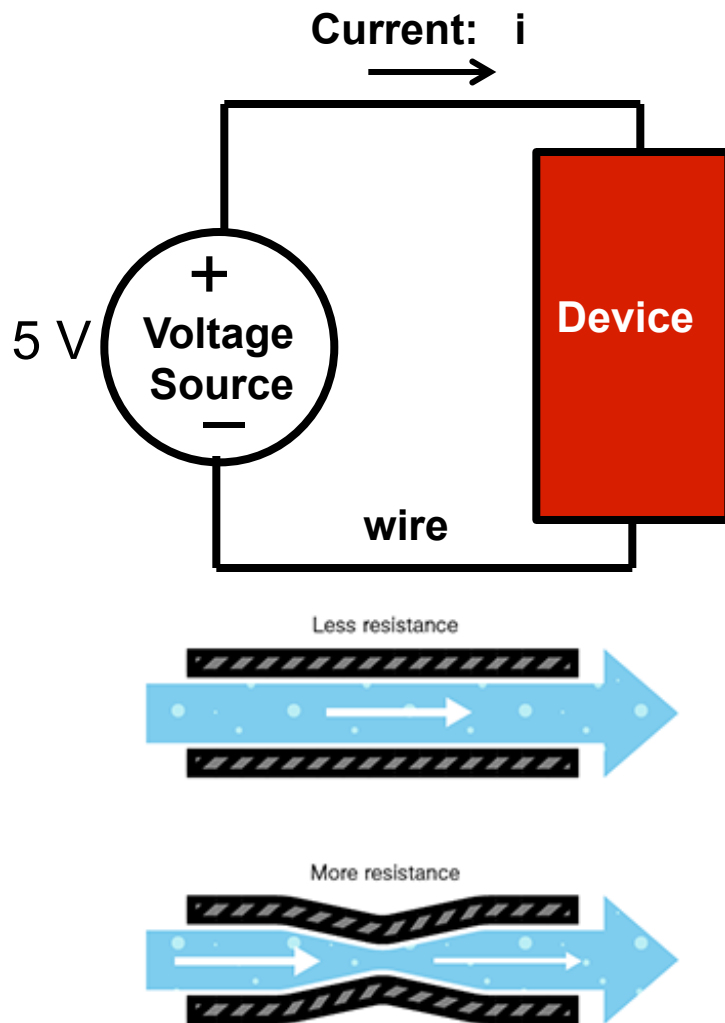 Current: i
+
5 V
Voltage
Source
−
Device
wire
Less resistance
More resistance